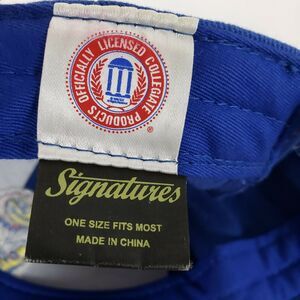 OFFICIALLY LICENSED COLLEGIATE PRODUCTS
®
Signatures
ONE SIZE FITS MOST
MADE IN CHINA